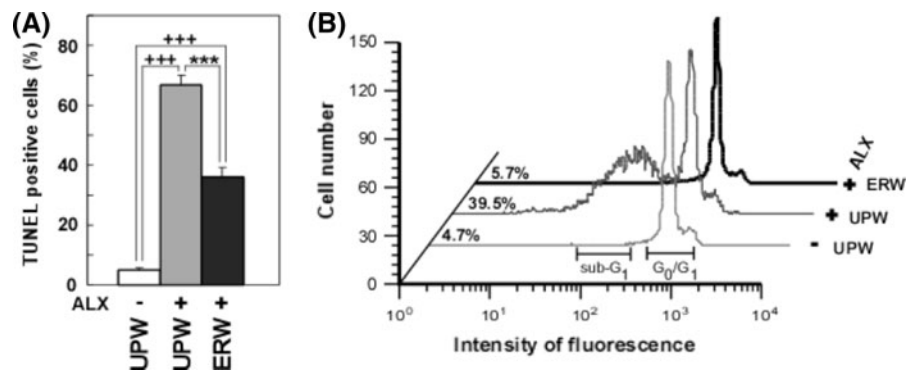 (A)
TUNEL positive cells (%)
80
60
40
20
0
+++
+++ ***
ALX - + +
UPW UPW ERW
(B)
Cell number
150
120
90
60
30
0
5.7%
39.5%
4.7%
ALX
+ ERW
+ UPW
- UPW
sub-G1 G0/G1
10^0 10^1 10^2 10^3 10^4
Intensity of fluorescence